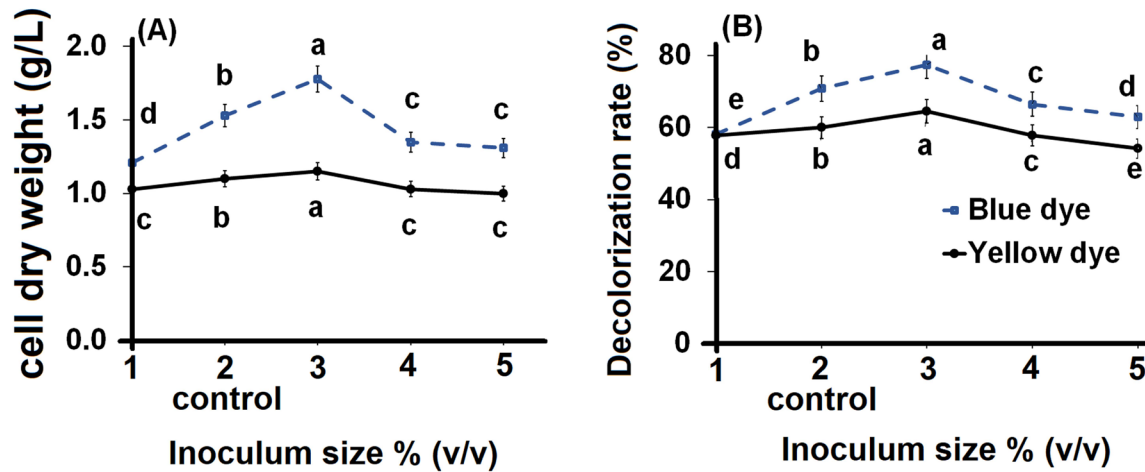 (A)
cell dry weight (g/L)
2.0
1.5
1.0
0.5
0.0
d
b
a
c
c
c
b
a
c
c
1 2 3 4 5
control
Inoculum size % (v/v)
(B)
Decolorization rate (%)
80
60
40
20
0
e
b
a
c
d
d
b
a
c
e
Blue dye
Yellow dye
1 2 3 4 5
control
Inoculum size % (v/v)